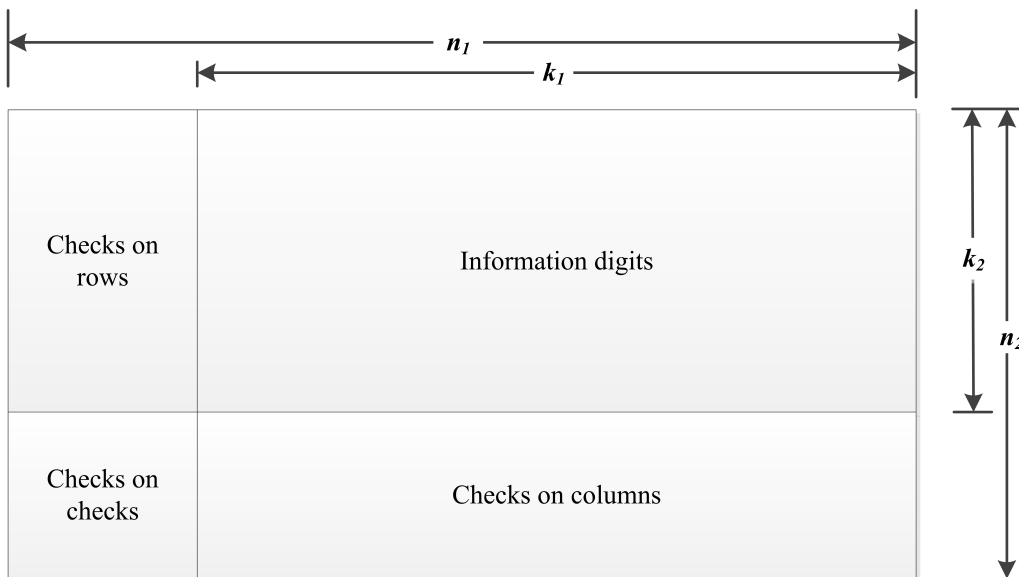 n₁
k₁
Checks on
rows
Information digits
k₂
n₂
Checks on
checks
Checks on columns